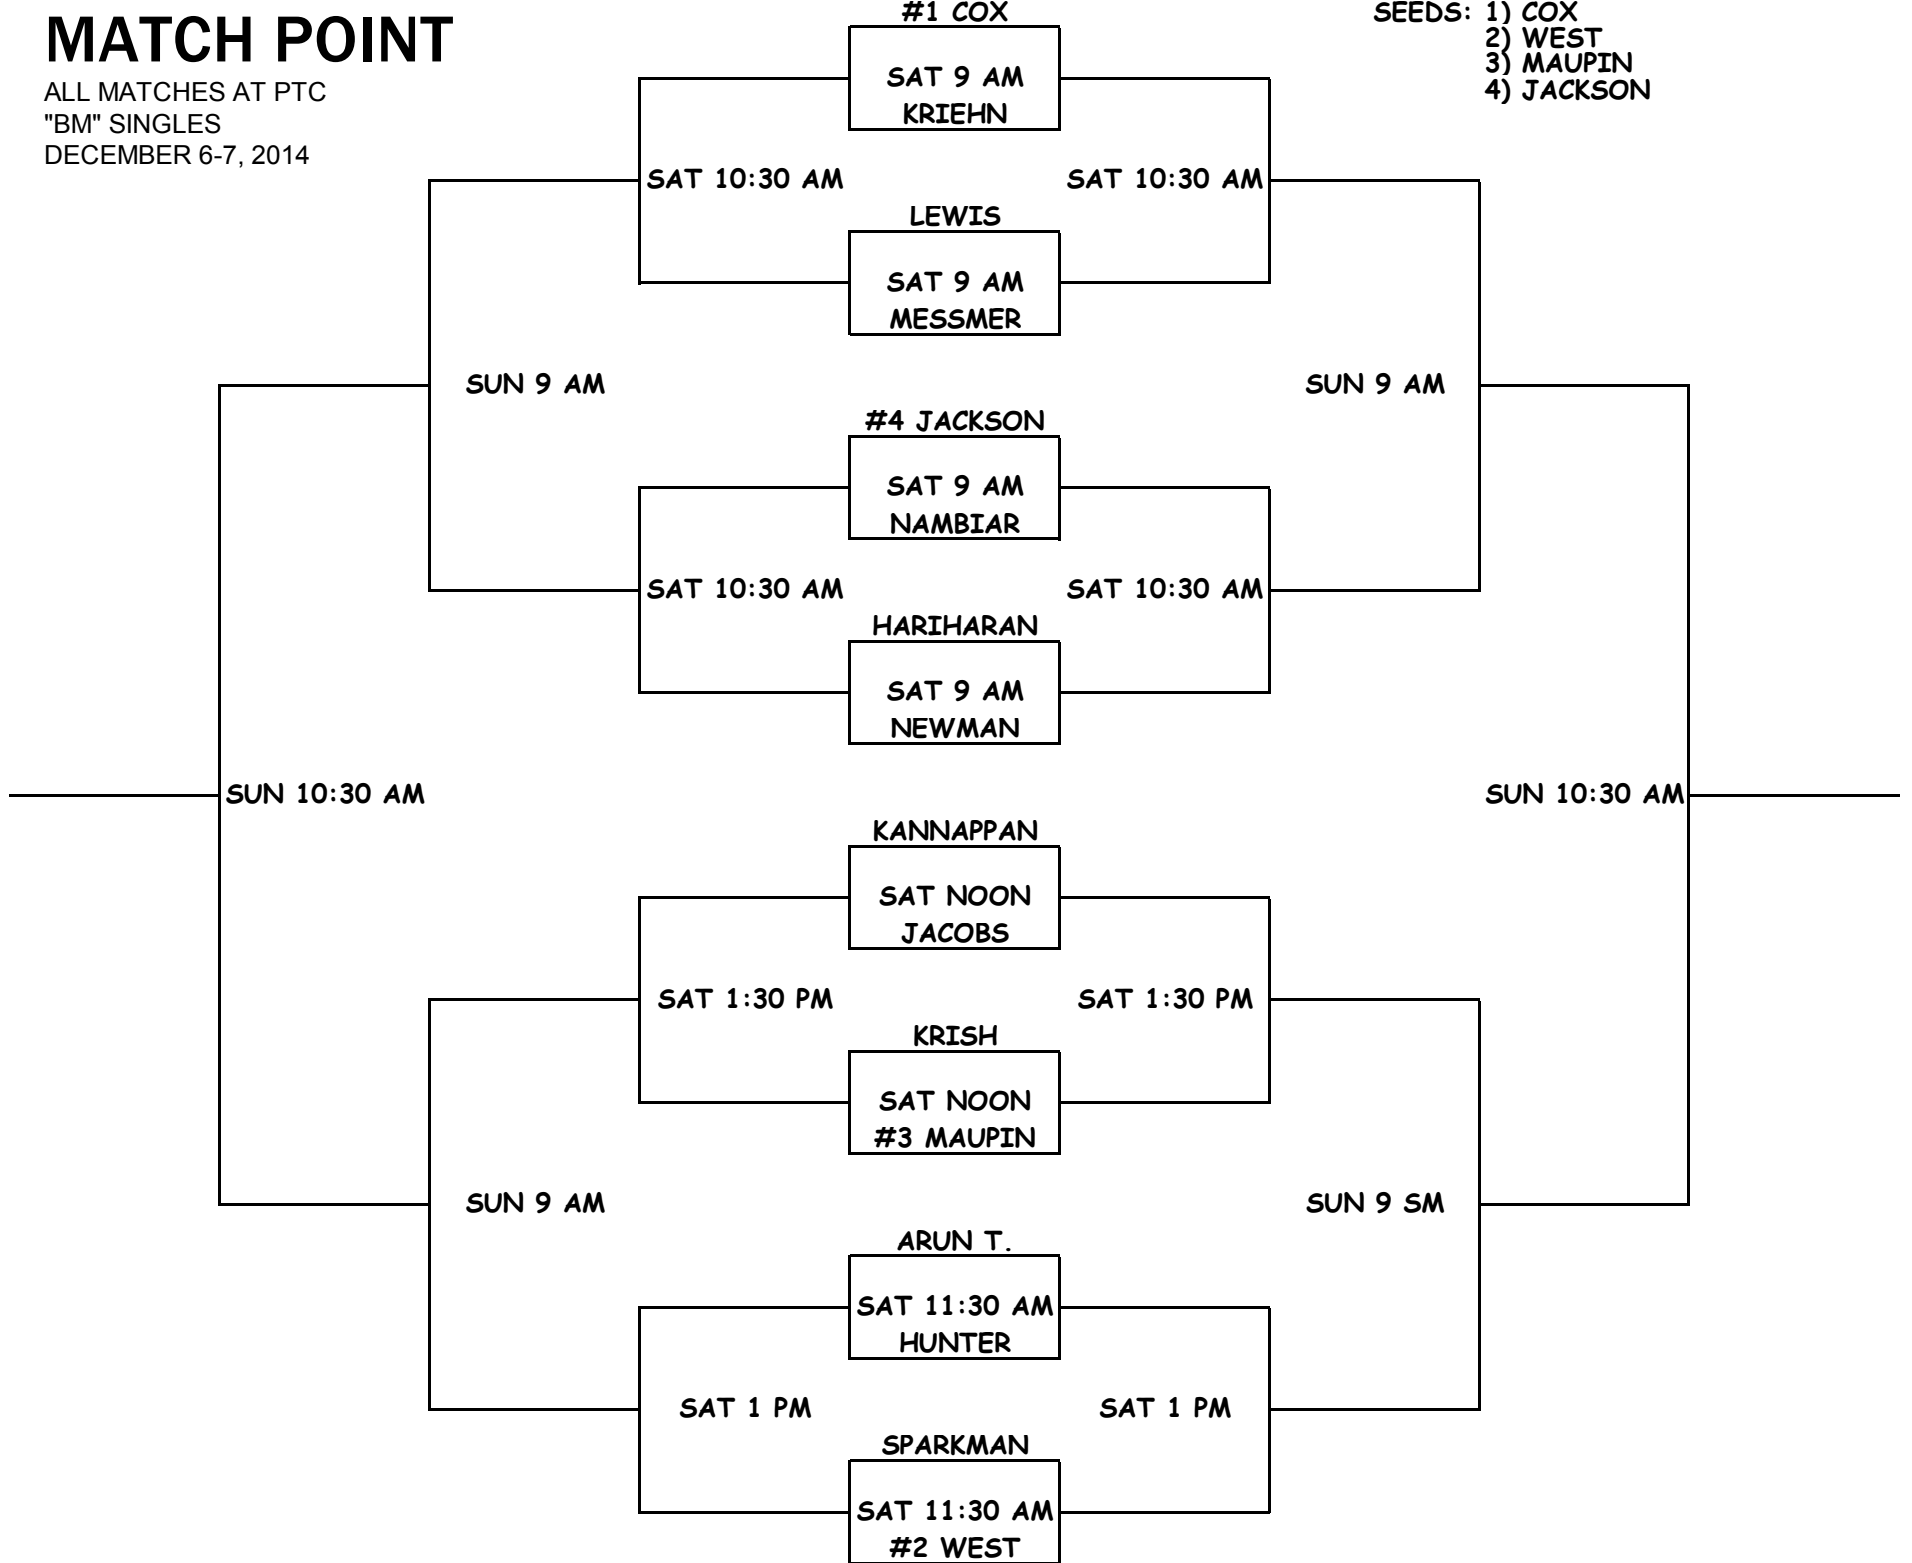 #1 COX
SEEDS: 1) COX
MATCH POINT
2) WEST
3) MAUPIN
SAT 9 AM
4) JACKSON
ALL MATCHES AT PTC
KRIEHN
"BM" SINGLES
DECEMBER 6-7, 2014
SAT 10:30 AM
SAT 10:30 AM
LEWIS
SAT 9 AM
MESSMER
SUN 9 AM
SUN 9 AM
#4 JACKSON
SAT 9 AM
NAMBIAR
SAT 10:30 AM
SAT 10:30 AM
HARIHARAN
SAT 9 AM
NEWMAN
SUN 10:30 AM
SUN 10:30 AM
KANNAPPAN
SAT NOON
JACOBS
SAT 1:30 PM
SAT 1:30 PM
KRISH
SAT NOON
#3 MAUPIN
SUN 9 AM
SUN 9 SM
ARUN T.
SAT 11:30 AM
HUNTER
SAT 1 PM
SAT 1 PM
SPARKMAN
SAT 11:30 AM
#2 WEST